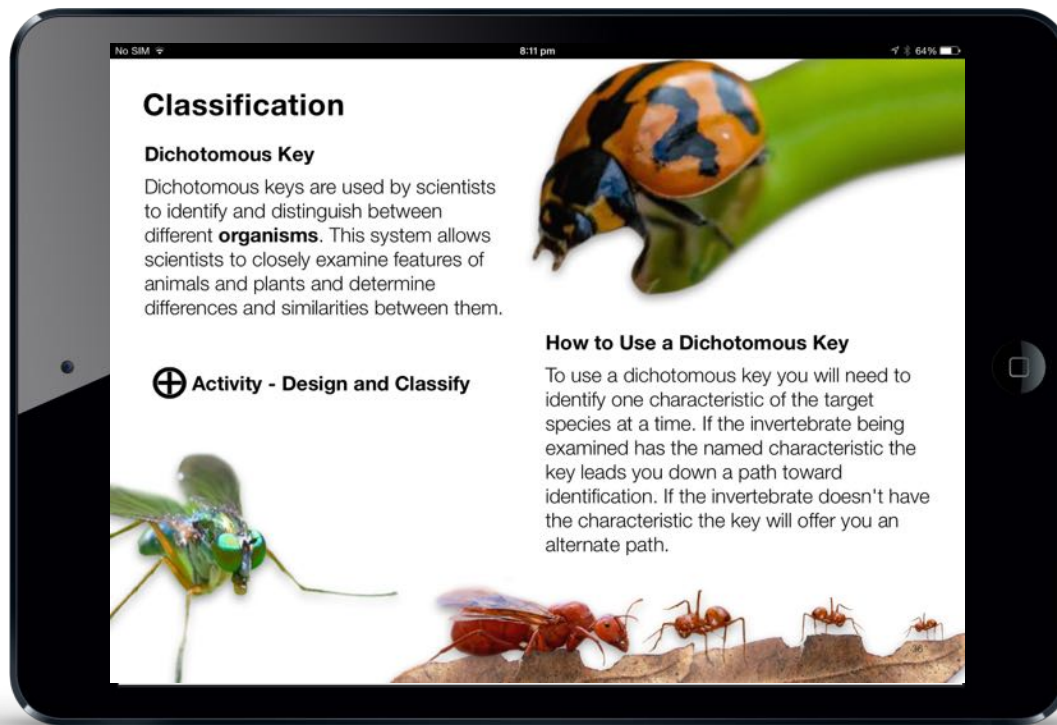 No SIM 8:11 pm 64%
Classification
Dichotomous Key
Dichotomous keys are used by scientists
to identify and distinguish between
different organisms. This system allows
scientists to closely examine features of
animals and plants and determine
differences and similarities between them.
Activity - Design and Classify
How to Use a Dichotomous Key
To use a dichotomous key you will need to
identify one characteristic of the target
species at a time. If the invertebrate being
examined has the named characteristic the
key leads you down a path toward
identification. If the invertebrate doesn't have
the characteristic the key will offer you an
alternate path.
36